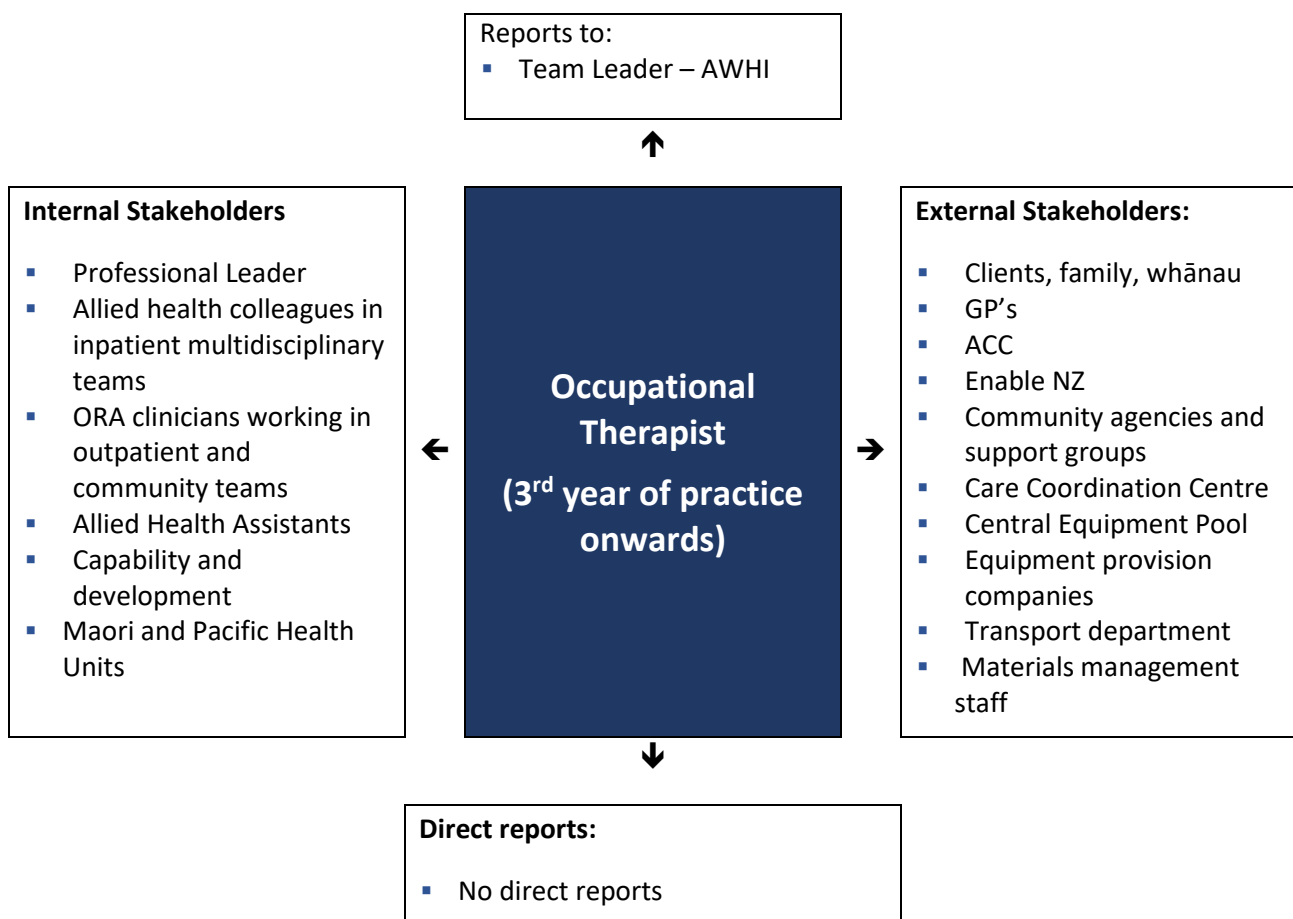 Reports to:
▪ Team Leader – AWHI
Internal Stakeholders
▪ Professional Leader
▪ Allied health colleagues in
inpatient multidisciplinary
teams
▪ ORA clinicians working in
outpatient and
community teams
▪ Allied Health Assistants
▪ Capability and
development
▪ Maori and Pacific Health
Units
Occupational
Therapist
(3rd year of practice
onwards)
External Stakeholders:
▪ Clients, family, whānau
▪ GP’s
▪ ACC
▪ Enable NZ
▪ Community agencies and
support groups
▪ Care Coordination Centre
▪ Central Equipment Pool
▪ Equipment provision
companies
▪ Transport department
▪ Materials management
staff
Direct reports:
▪ No direct reports